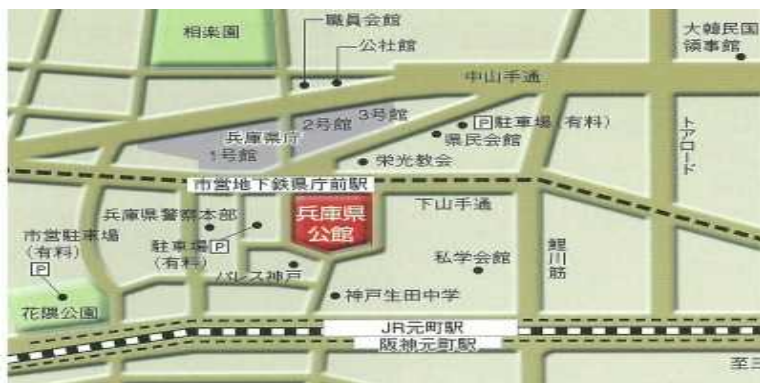 職員会館
相楽園
公社館
大韓民国
領事館
中山手通
3号館
2号館
兵庫県庁
1号館
P駐車場(有料)
県民会館
トアロード
栄光教会
市営地下鉄県庁前駅
兵庫県
公館
下山手通
兵庫県警察本部
市営駐車場
(有料)
P
駐車場P
(有料)
パレス神戸
私学会館
鯉川筋
神戸生田中学
花隈公園
JR元町駅
阪神元町駅
至三